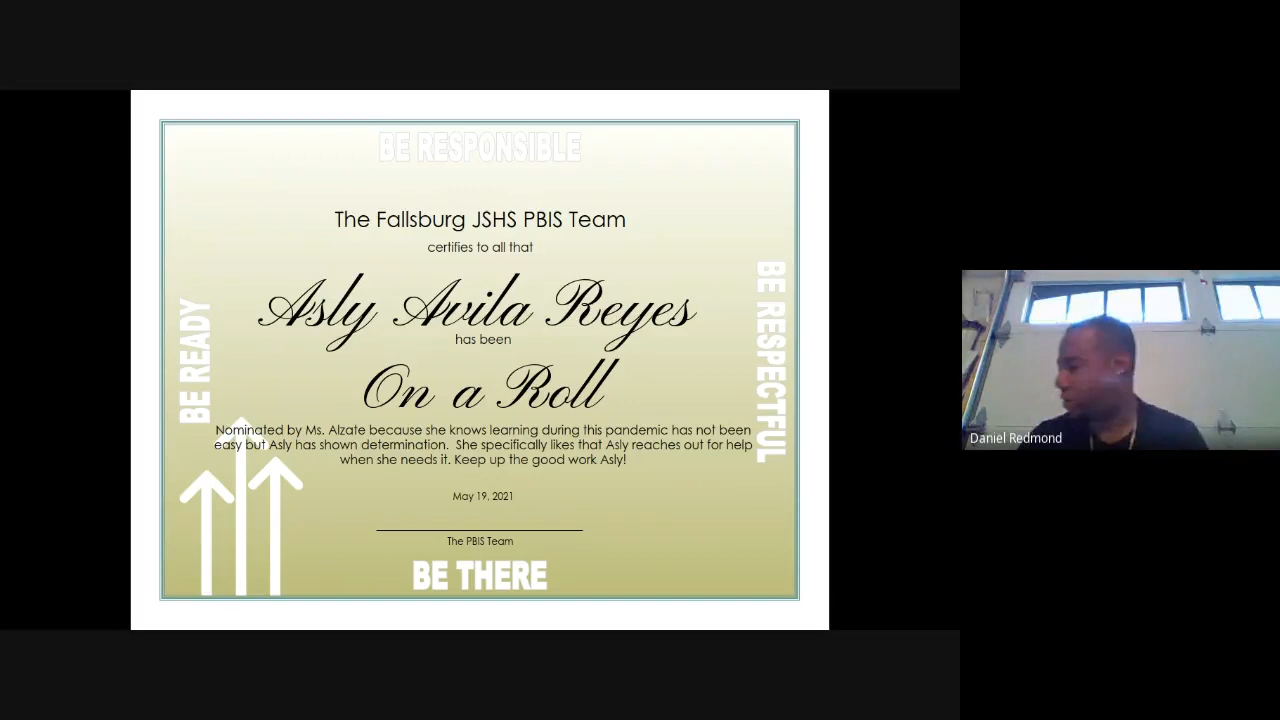 BE RESPONSIBLE
The Fallsburg JSHS PBIS Team
certifies to all that
Asly Avila Reyes
has been
On a Roll
Nominated by Ms. Alzate because she knows learning during this pandemic has not been
easy but Asly has shown determination. She specifically likes that Asly reaches out for help
when she needs it. Keep up the good work Asly!
May 19, 2021
The PBIS Team
BE THERE
BE READY
BE RESPECTFUL
Daniel Redmond